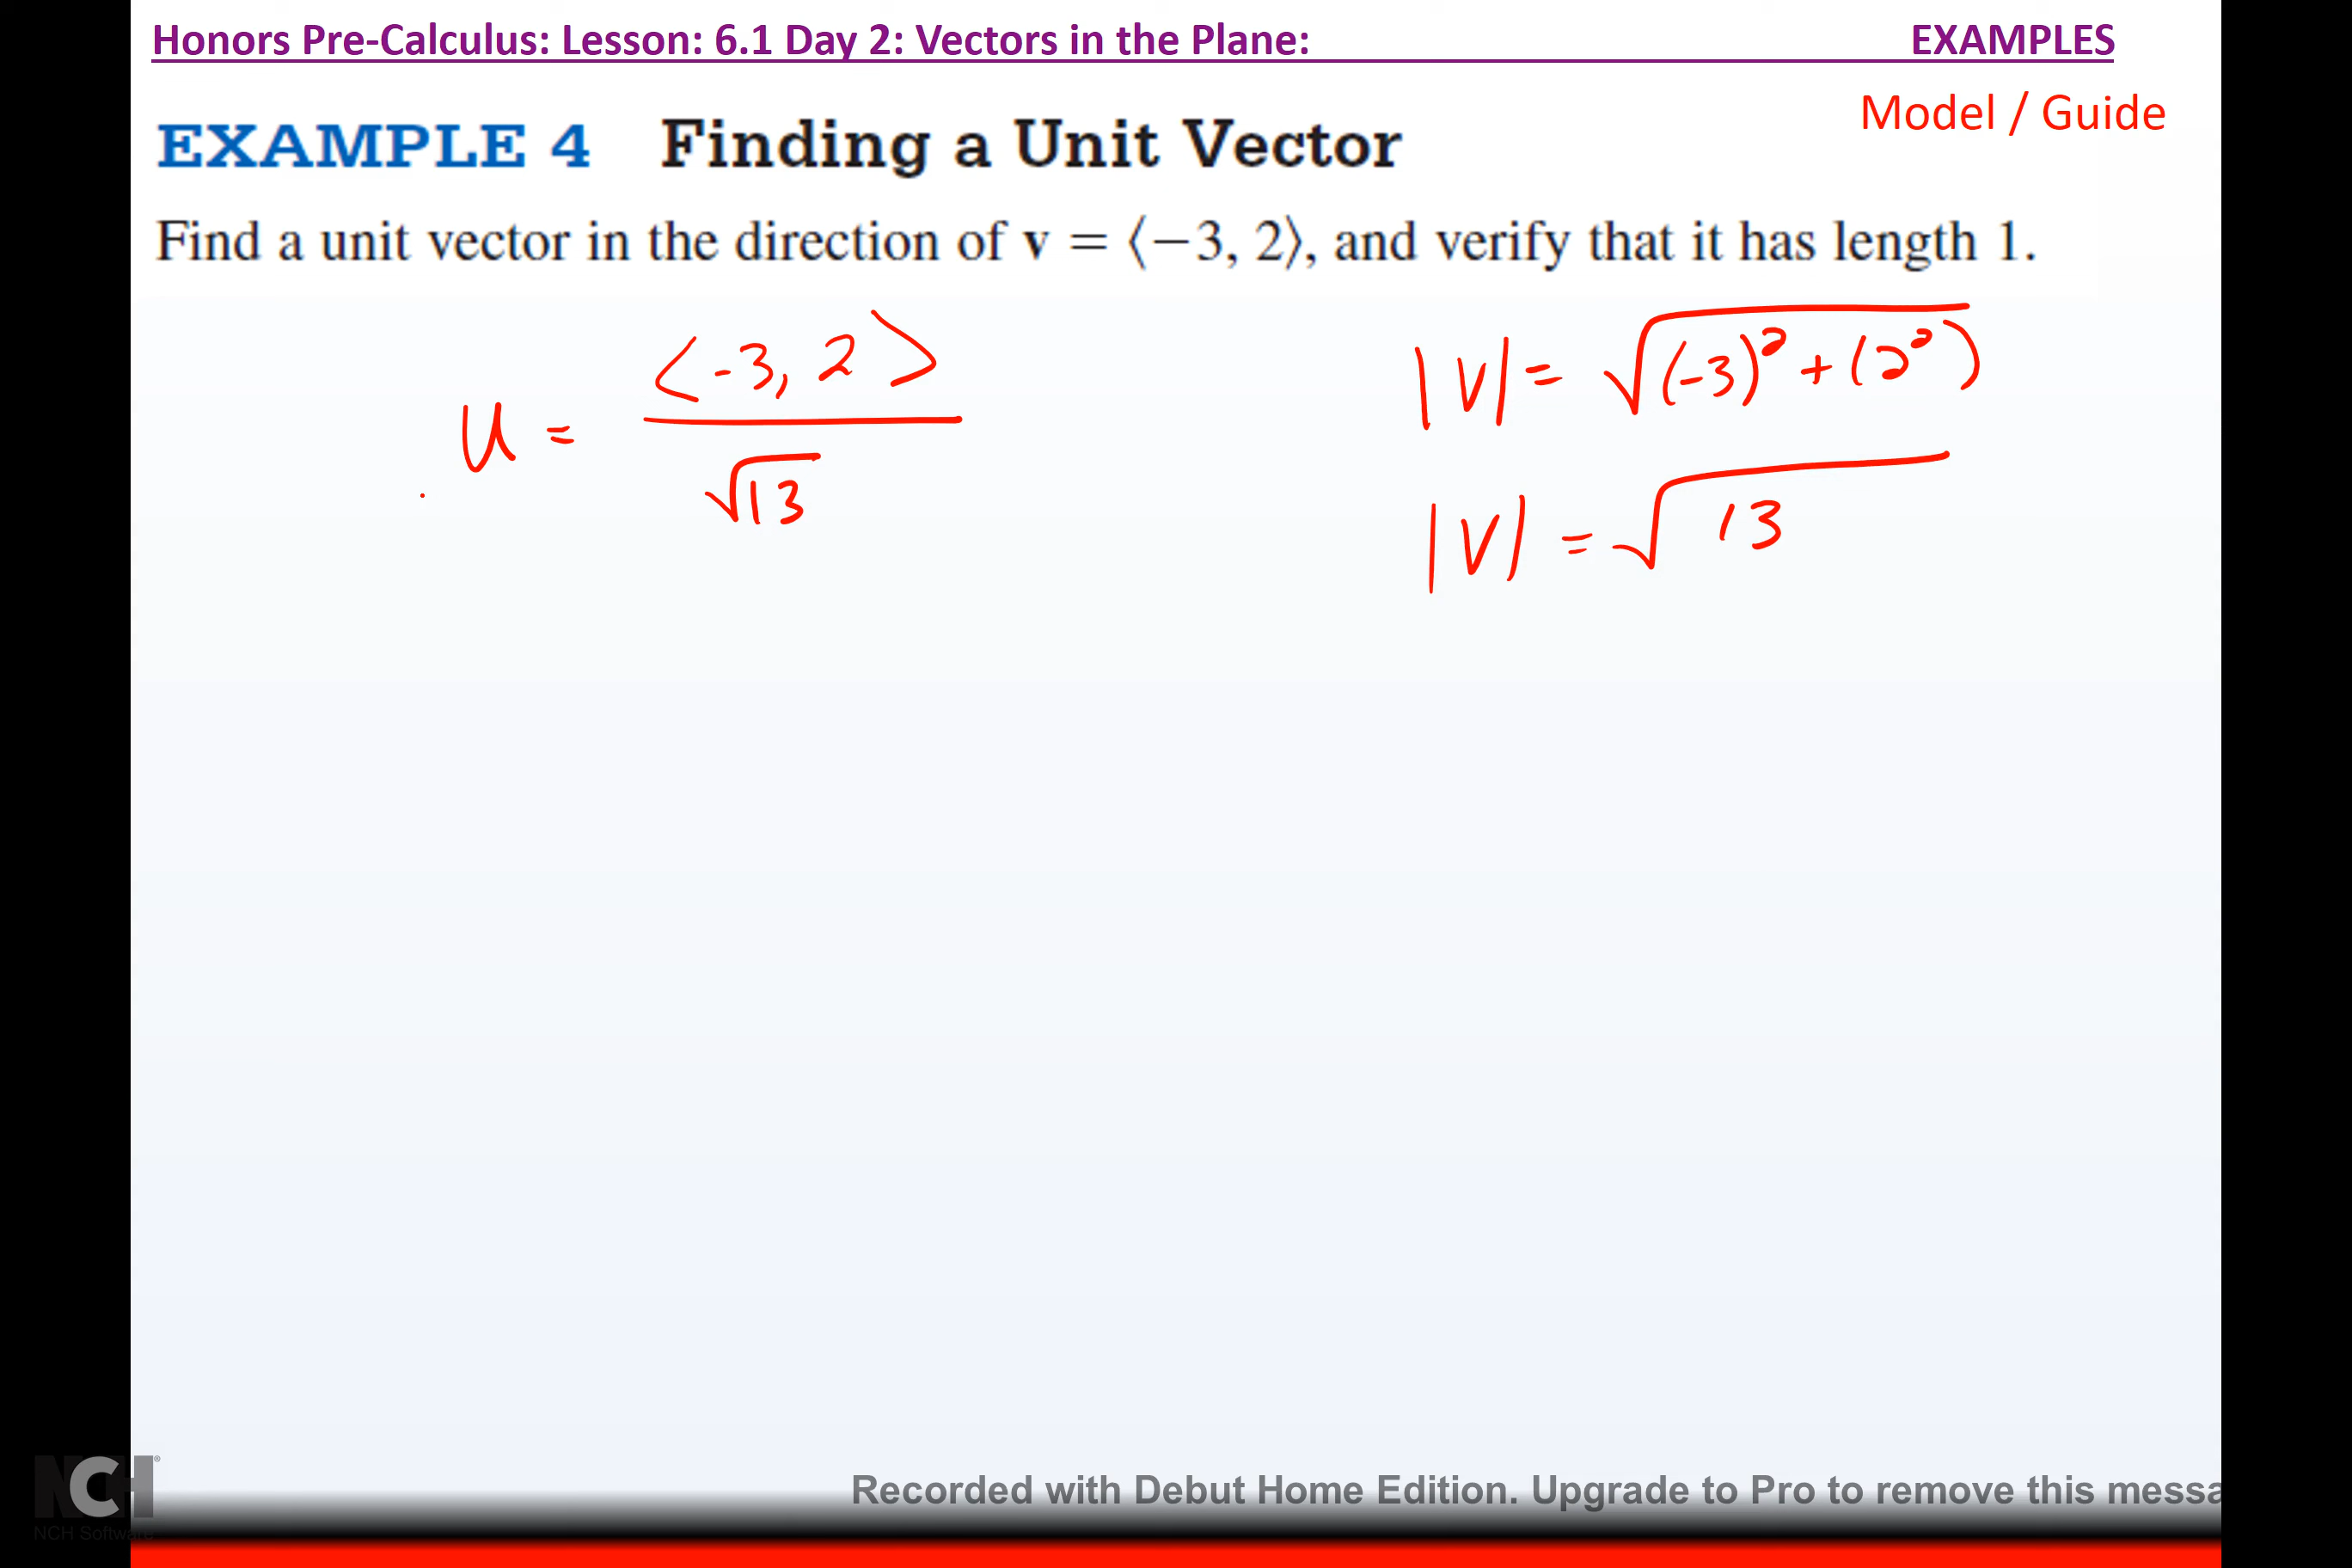 Honors Pre-Calculus: Lesson: 6.1 Day 2: Vectors in the Plane: EXAMPLES
Model / Guide
EXAMPLE 4 Finding a Unit Vector
Find a unit vector in the direction of v = ⟨−3, 2⟩, and verify that it has length 1.
u = <-3, 2> / √13
|v| = √(-3)² + (2²)
|v| = √13
NCH®
NCH Software
Recorded with Debut Home Edition. Upgrade to Pro to remove this messa